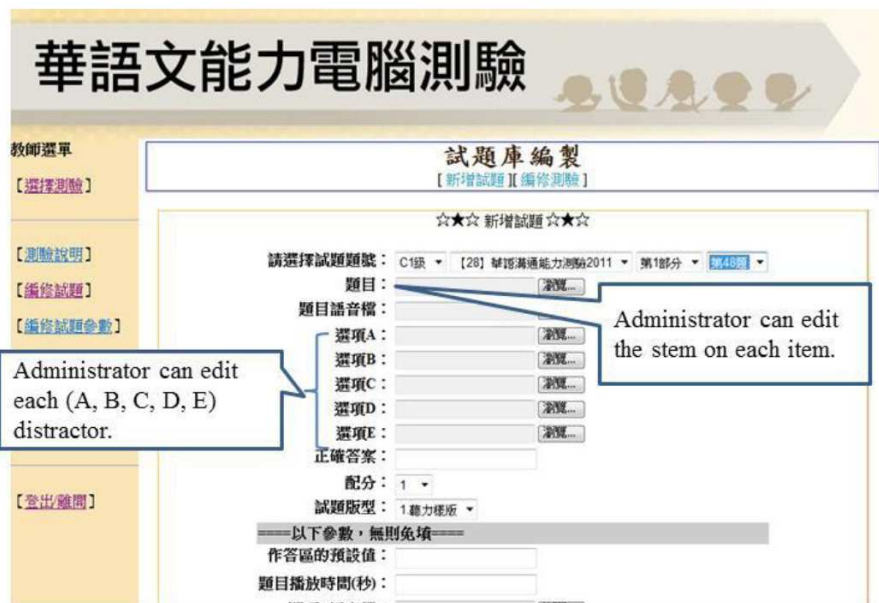 華語文能力電腦測驗
教師選單
【選擇測驗】
【測驗說明】
【編修試題】
【編修試題參數】
【登出/離開】
試題庫編製
[ 新增試題 ][ 編修測驗 ]
☆★☆ 新增試題 ☆★☆
請選擇試題題號： C1級 【28】華語溝通能力測驗2011 第1部分 第48題
題目： 瀏覽...
題目語音檔：
選項A： 瀏覽...
選項B： 瀏覽...
選項C： 瀏覽...
選項D： 瀏覽...
選項E： 瀏覽...
正確答案：
配分： 1
試題版型： 1.聽力樣版
====以下參數，無則免填====
作答區的預設值：
題目播放時間(秒)：
Administrator can edit
the stem on each item.
Administrator can edit
each (A, B, C, D, E)
distractor.